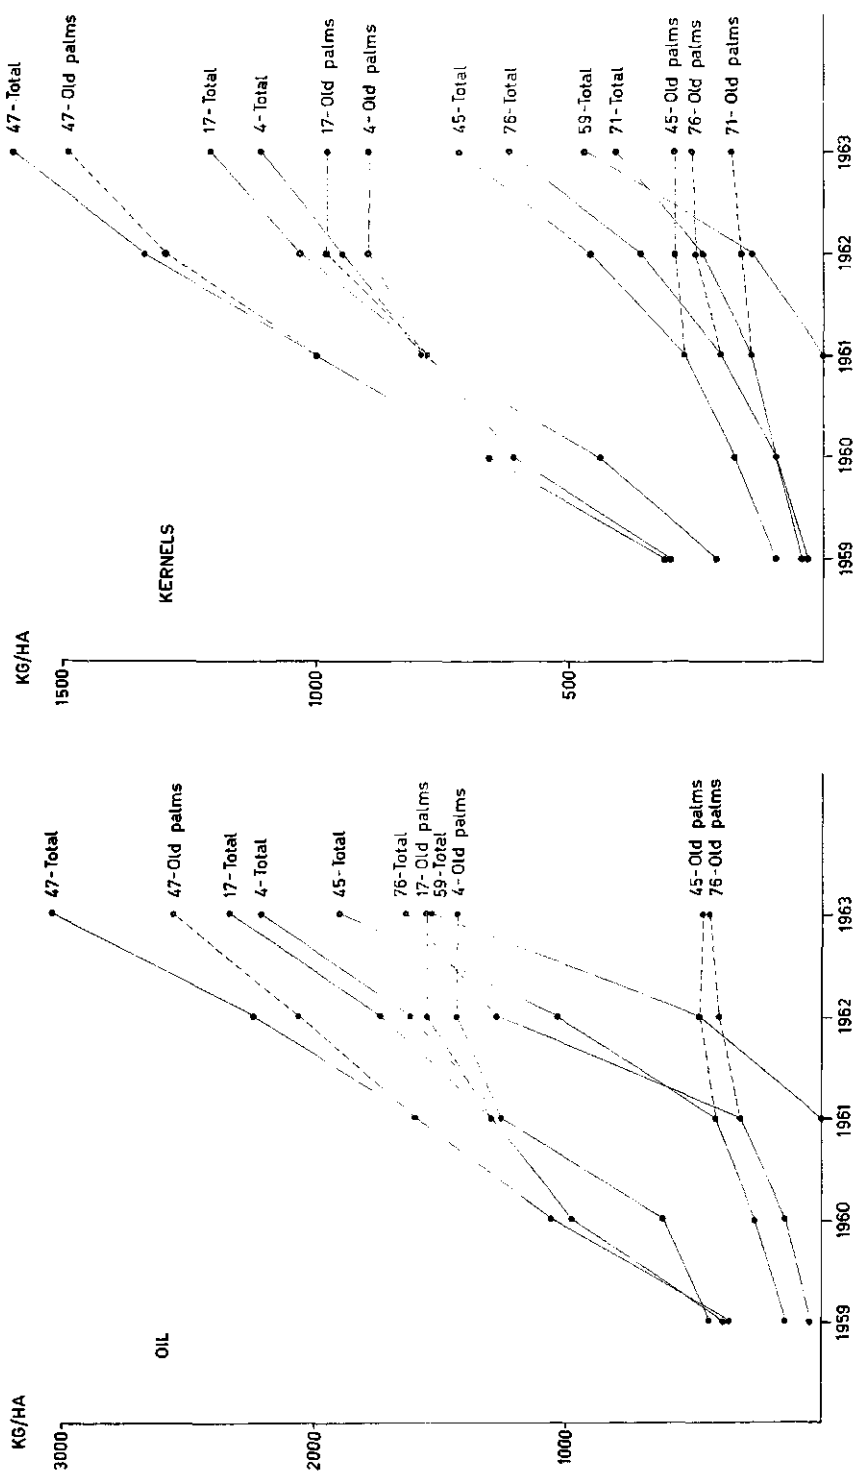 KG/HA
3000
2000
1000
OIL
1959
1960
1961
1962
1963
47-Total
47-Old palms
17-Total
4-Total
45-Total
76-Total
17-Old palms
59-Total
4-Old palms
45-Old palms
76-Old palms
KG/HA
1500
1000
500
KERNELS
1959
1960
1961
1962
1963
47-Total
47-Old palms
17-Total
4-Total
17-Old palms
4-Old palms
45-Total
76-Total
59-Total
71-Total
45-Old palms
76-Old palms
71-Old palms